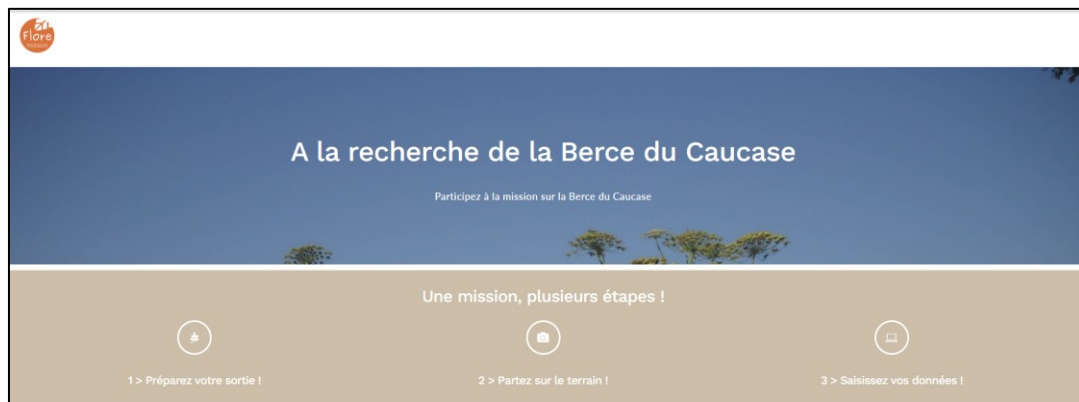 Flore
A la recherche de la Berce du Caucase
Participez à la mission sur la Berce du Caucase
Une mission, plusieurs étapes !
1 > Préparez votre sortie !
2 > Partez sur le terrain !
3 > Saisissez vos données !